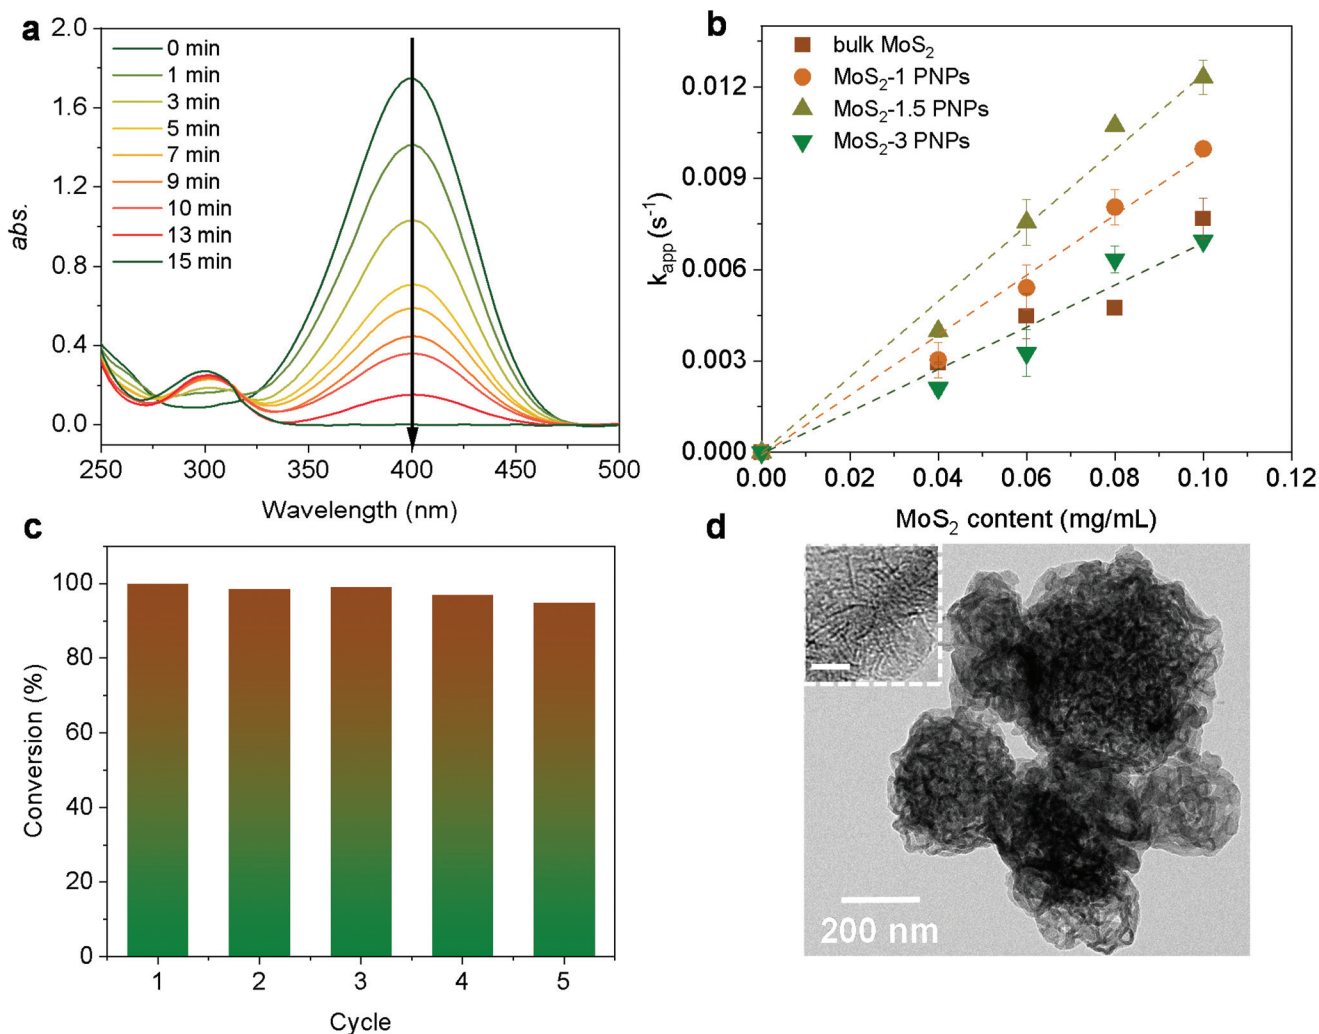 a
2.0
1.6
1.2
0.8
0.4
0.0
abs.
0 min
1 min
3 min
5 min
7 min
9 min
10 min
13 min
15 min
250 300 350 400 450 500
Wavelength (nm)
b
0.012
0.009
0.006
0.003
0.000
k_app (s⁻¹)
bulk MoS₂
MoS₂-1 PNPs
MoS₂-1.5 PNPs
MoS₂-3 PNPs
0.00 0.02 0.04 0.06 0.08 0.10 0.12
MoS₂ content (mg/mL)
c
100
80
60
40
20
0
Conversion (%)
1 2 3 4 5
Cycle
d
200 nm